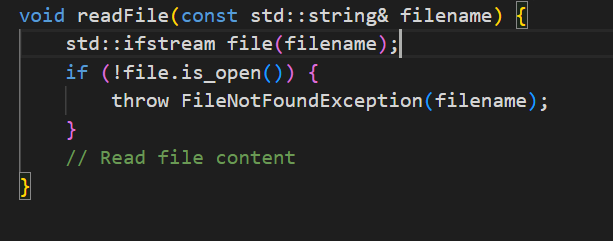 void readFile(const std::string& filename) {
    std::ifstream file(filename);
    if (!file.is_open()) {
        throw FileNotFoundException(filename);
    }
    // Read file content
}